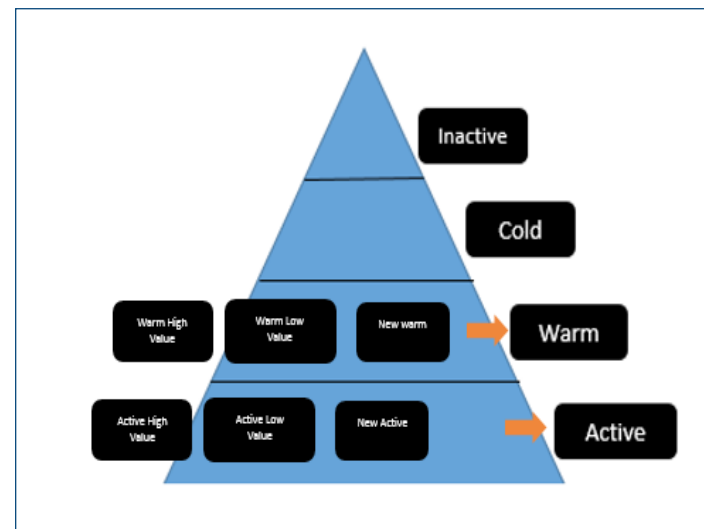 Inactive
Cold
Warm High
Value
Warm Low
Value
New warm
Warm
Active High
Value
Active Low
Value
New Active
Active